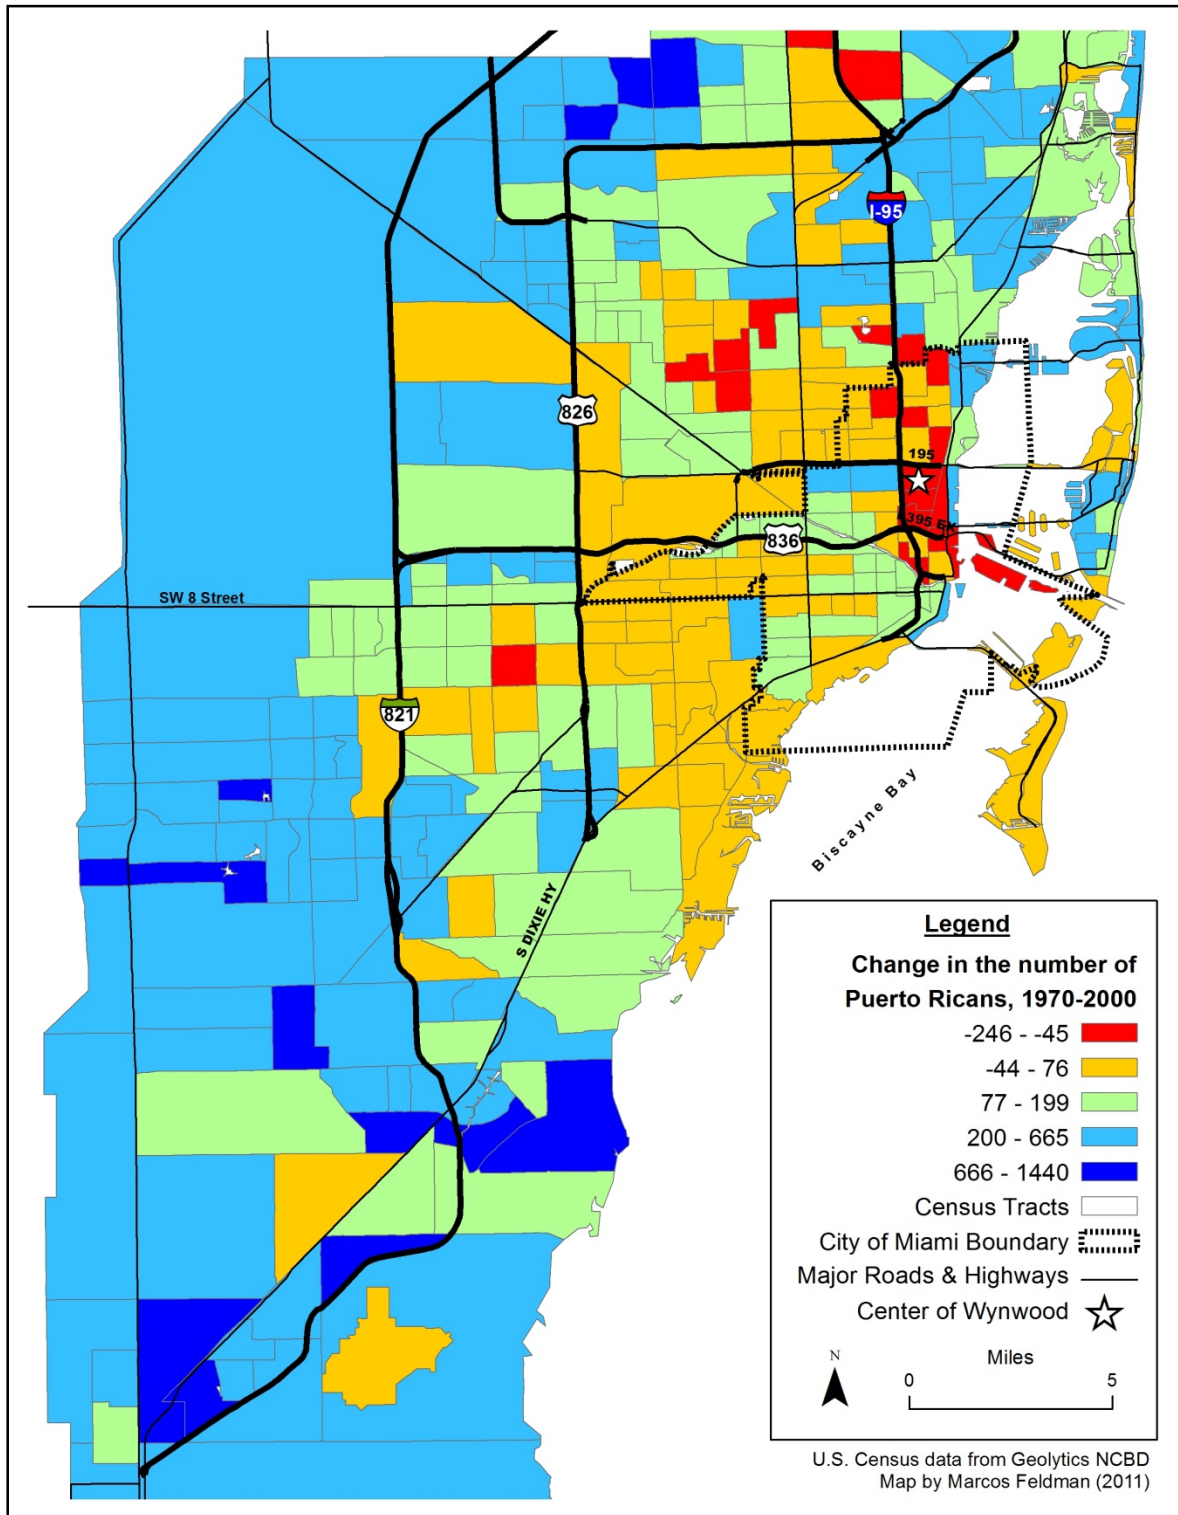 I-95
826
195
395 EX
836
SW 8 Street
821
Biscayne Bay
S DIXIE HY
Legend
Change in the number of
Puerto Ricans, 1970-2000
-246 - -45
-44 - 76
77 - 199
200 - 665
666 - 1440
Census Tracts
City of Miami Boundary
Major Roads & Highways
Center of Wynwood
N
Miles
0 5
U.S. Census data from Geolytics NCBD
Map by Marcos Feldman (2011)